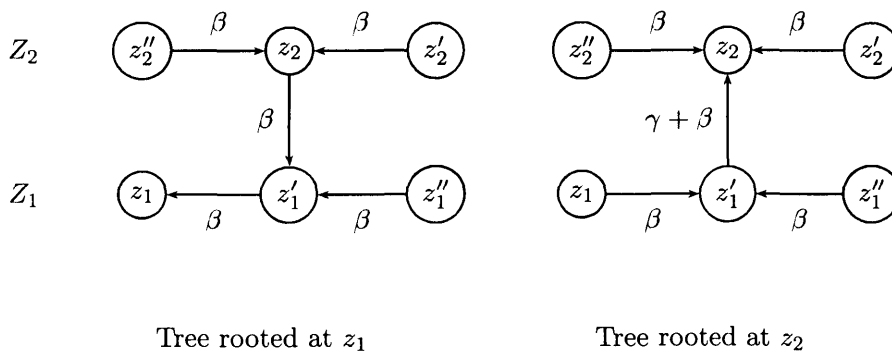 β β β β
Z₂ z₂″ z₂ z₂′ z₂″ z₂ z₂′
β γ + β
Z₁ z₁ z₁′ z₁″ z₁ z₁′ z₁″
β β β β
Tree rooted at z₁ Tree rooted at z₂